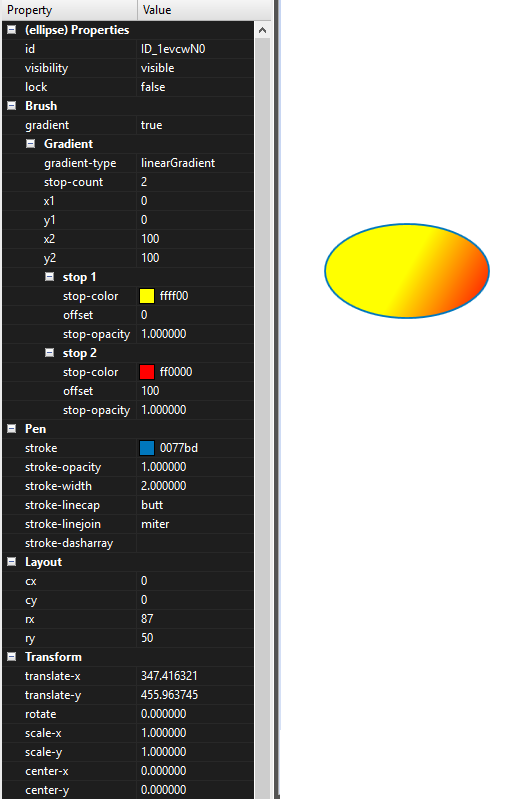 Property Value
(ellipse) Properties
id ID_1evcwN0
visibility visible
lock false
Brush
gradient true
Gradient
gradient-type linearGradient
stop-count 2
x1 0
y1 0
x2 100
y2 100
stop 1
stop-color ffff00
offset 0
stop-opacity 1.000000
stop 2
stop-color ff0000
offset 100
stop-opacity 1.000000
Pen
stroke 0077bd
stroke-opacity 1.000000
stroke-width 2.000000
stroke-linecap butt
stroke-linejoin miter
stroke-dasharray
Layout
cx 0
cy 0
rx 87
ry 50
Transform
translate-x 347.416321
translate-y 455.963745
rotate 0.000000
scale-x 1.000000
scale-y 1.000000
center-x 0.000000
center-y 0.000000